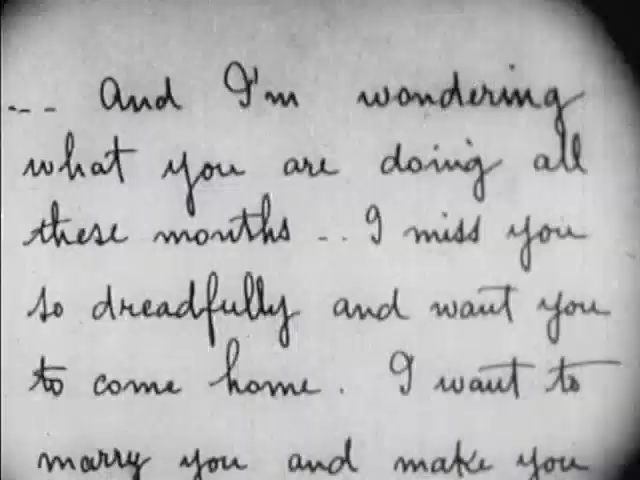 ... And I'm wondering
what you are doing all
these months... I miss you
so dreadfully and want you
to come home. I want to
marry you and make you